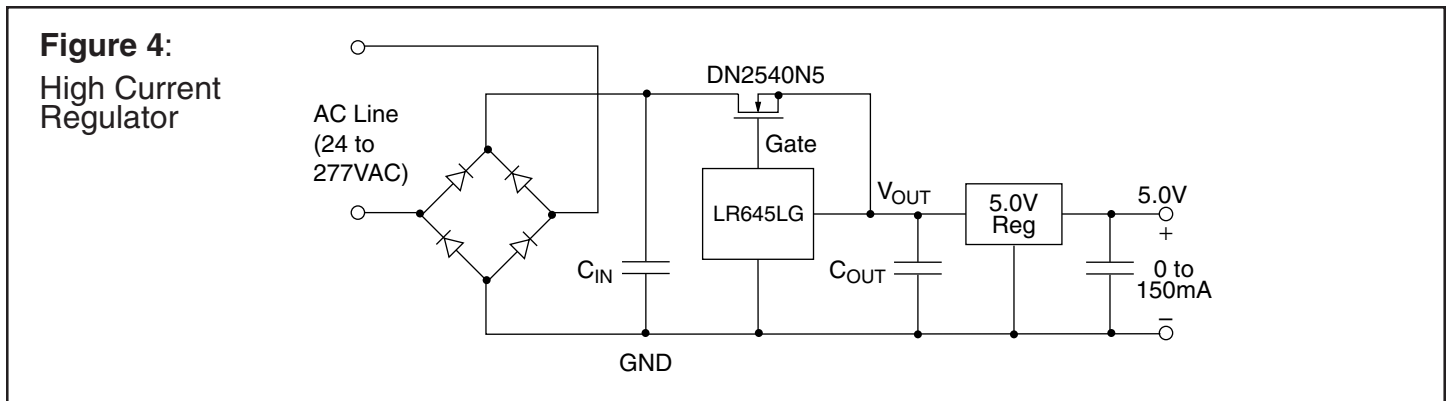 Figure 4:
High Current
Regulator
AC Line
(24 to
277VAC)
DN2540N5
Gate
LR645LG
VOUT
5.0V
Reg
5.0V
+
CIN
COUT
0 to
150mA
–
GND